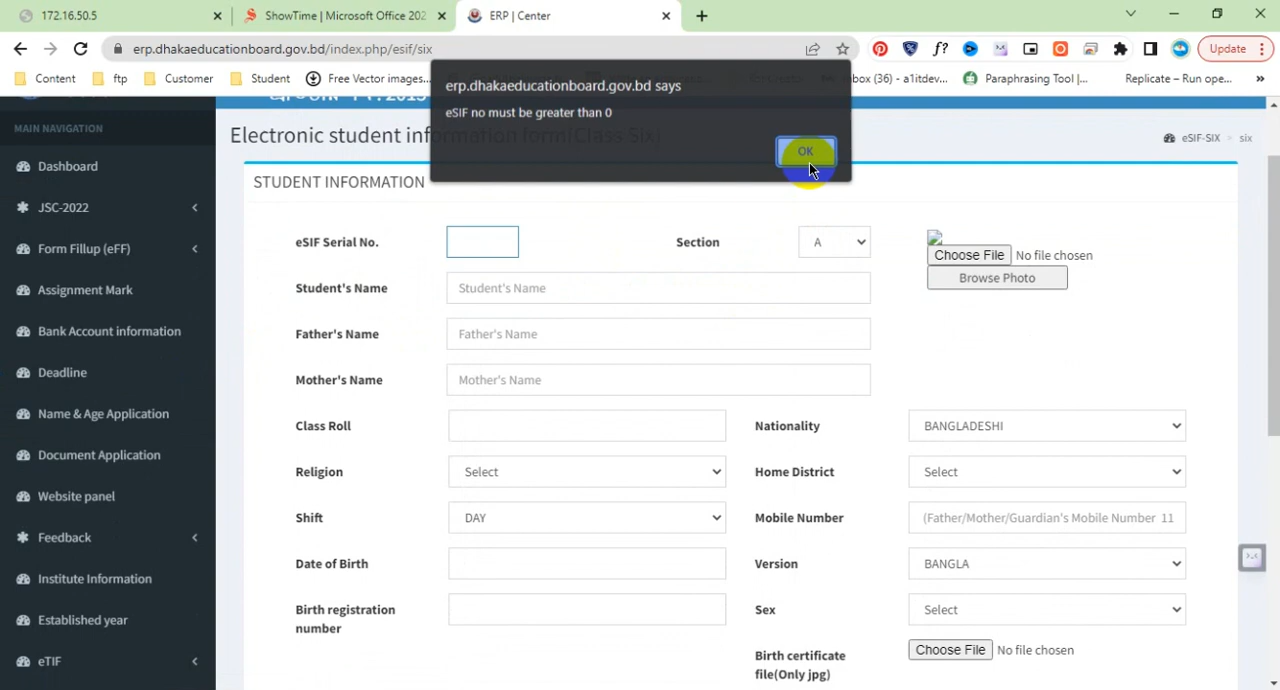 172.16.50.5
ShowTime | Microsoft Office 202
ERP | Center
erp.dhakaeducationboard.gov.bd/index.php/esif/six
Update
Content
ftp
Customer
Student
Free Vector images...
box (36) - a1itdev...
Paraphrasing Tool |...
Replicate – Run ope...
erp.dhakaeducationboard.gov.bd says
eSIF no must be greater than 0
OK
MAIN NAVIGATION
Dashboard
JSC-2022
Form Fillup (eFF)
Assignment Mark
Bank Account information
Deadline
Name & Age Application
Document Application
Website panel
Feedback
Institute Information
Established year
eTIF
Electronic student information form(Class Six)
eSIF-SIX > six
STUDENT INFORMATION
eSIF Serial No.
Section
A
Choose File No file chosen
Browse Photo
Student's Name
Student's Name
Father's Name
Father's Name
Mother's Name
Mother's Name
Class Roll
Nationality
BANGLADESHI
Religion
Select
Home District
Select
Shift
DAY
Mobile Number
(Father/Mother/Guardian's Mobile Number 11
Date of Birth
Version
BANGLA
Birth registration
number
Sex
Select
Birth certificate
file(Only jpg)
Choose File No file chosen